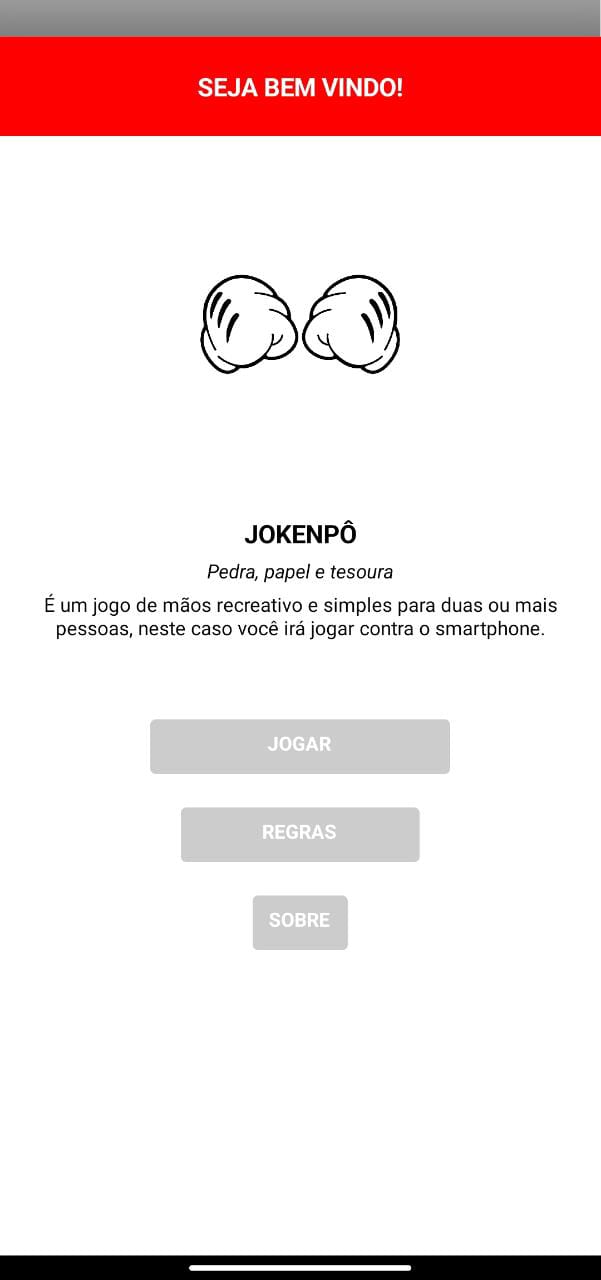 SEJA BEM VINDO!
JOKENPÔ
Pedra, papel e tesoura
É um jogo de mãos recreativo e simples para duas ou mais
pessoas, neste caso você irá jogar contra o smartphone.
JOGAR
REGRAS
SOBRE